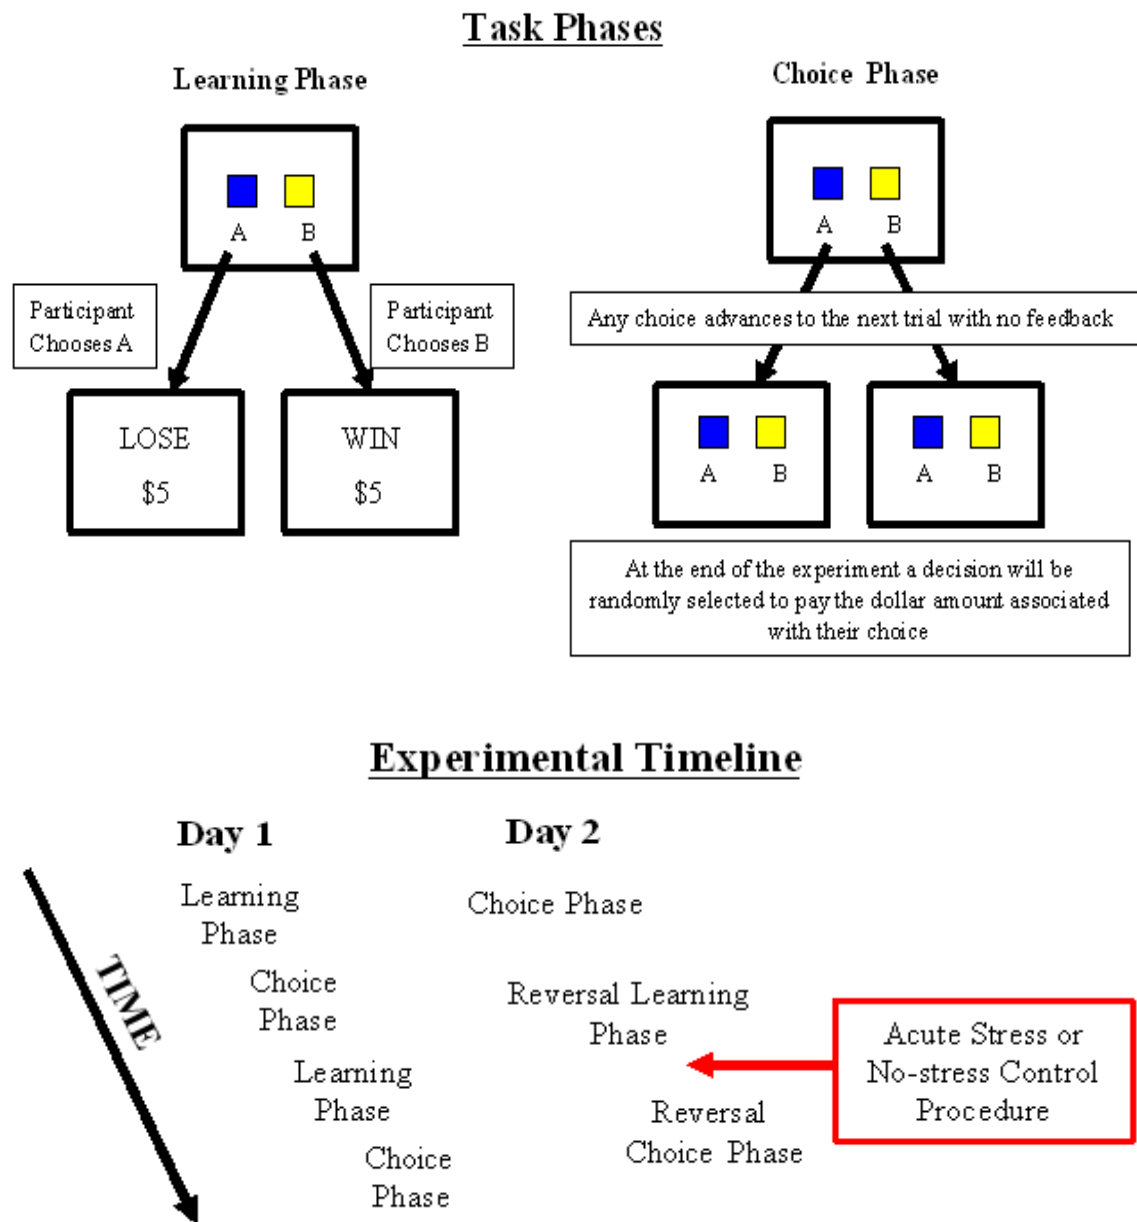 Task Phases
Learning Phase
A B
Participant
Chooses A
Participant
Chooses B
LOSE
$5
WIN
$5
Choice Phase
A B
Any choice advances to the next trial with no feedback
A B
A B
At the end of the experiment a decision will be
randomly selected to pay the dollar amount associated
with their choice
Experimental Timeline
TIME
Day 1
Learning
Phase
Choice
Phase
Learning
Phase
Choice
Phase
Day 2
Choice Phase
Reversal Learning
Phase
Reversal
Choice Phase
Acute Stress or
No-stress Control
Procedure